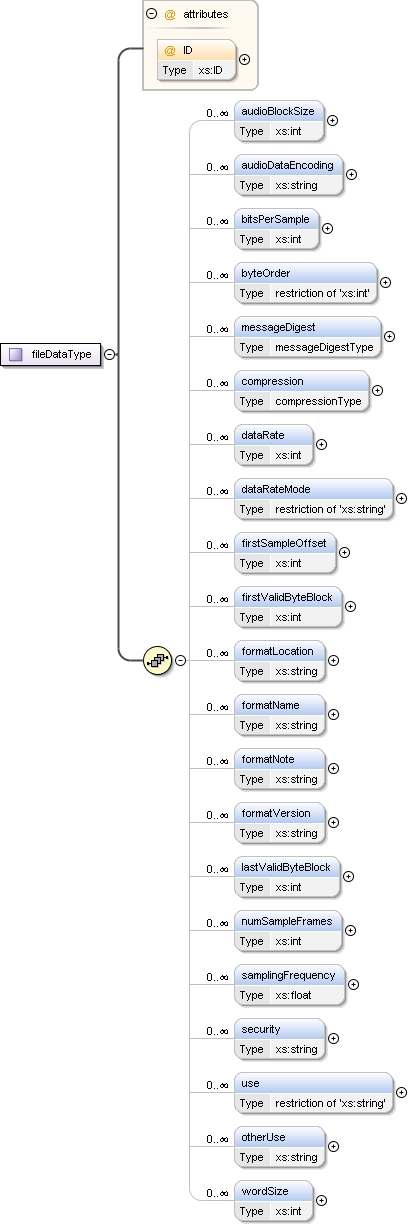 @ attributes
@ ID
Type xs:ID
0..∞ audioBlockSize
Type xs:int
0..∞ audioDataEncoding
Type xs:string
0..∞ bitsPerSample
Type xs:int
0..∞ byteOrder
Type restriction of 'xs:int'
0..∞ messageDigest
Type messageDigestType
fileDataType
0..∞ compression
Type compressionType
0..∞ dataRate
Type xs:int
0..∞ dataRateMode
Type restriction of 'xs:string'
0..∞ firstSampleOffset
Type xs:int
0..∞ firstValidByteBlock
Type xs:int
0..∞ formatLocation
Type xs:string
0..∞ formatName
Type xs:string
0..∞ formatNote
Type xs:string
0..∞ formatVersion
Type xs:string
0..∞ lastValidByteBlock
Type xs:int
0..∞ numSampleFrames
Type xs:int
0..∞ samplingFrequency
Type xs:float
0..∞ security
Type xs:string
0..∞ use
Type restriction of 'xs:string'
0..∞ otherUse
Type xs:string
0..∞ wordSize
Type xs:int